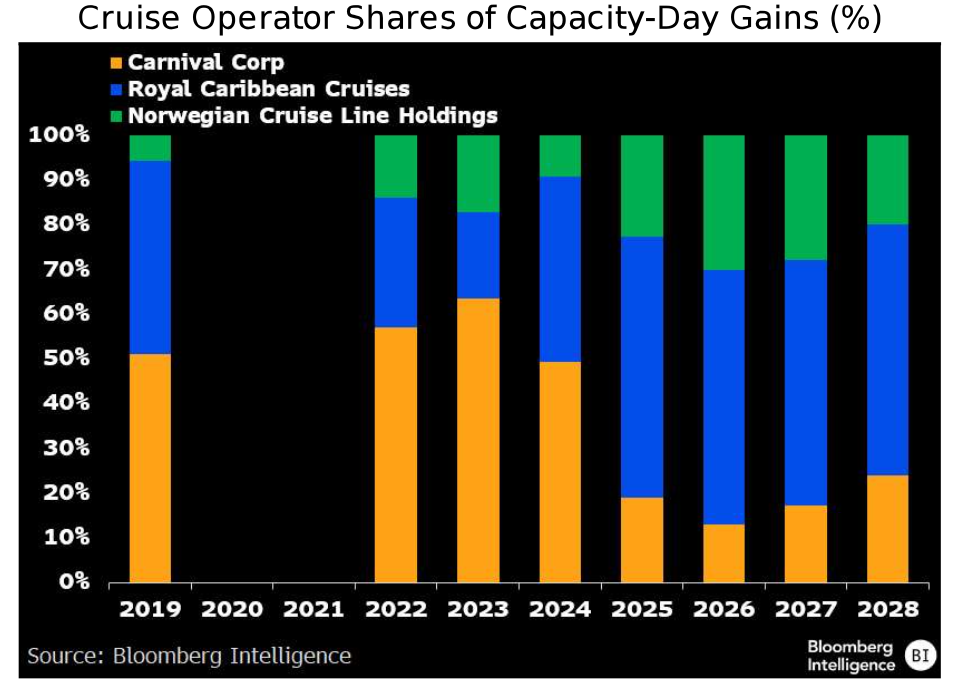 Cruise Operator Shares of Capacity-Day Gains (%)
Carnival Corp
Royal Caribbean Cruises
Norwegian Cruise Line Holdings
100%
90%
80%
70%
60%
50%
40%
30%
20%
10%
0%
2019 2020 2021 2022 2023 2024 2025 2026 2027 2028
Source: Bloomberg Intelligence
Bloomberg
Intelligence BI